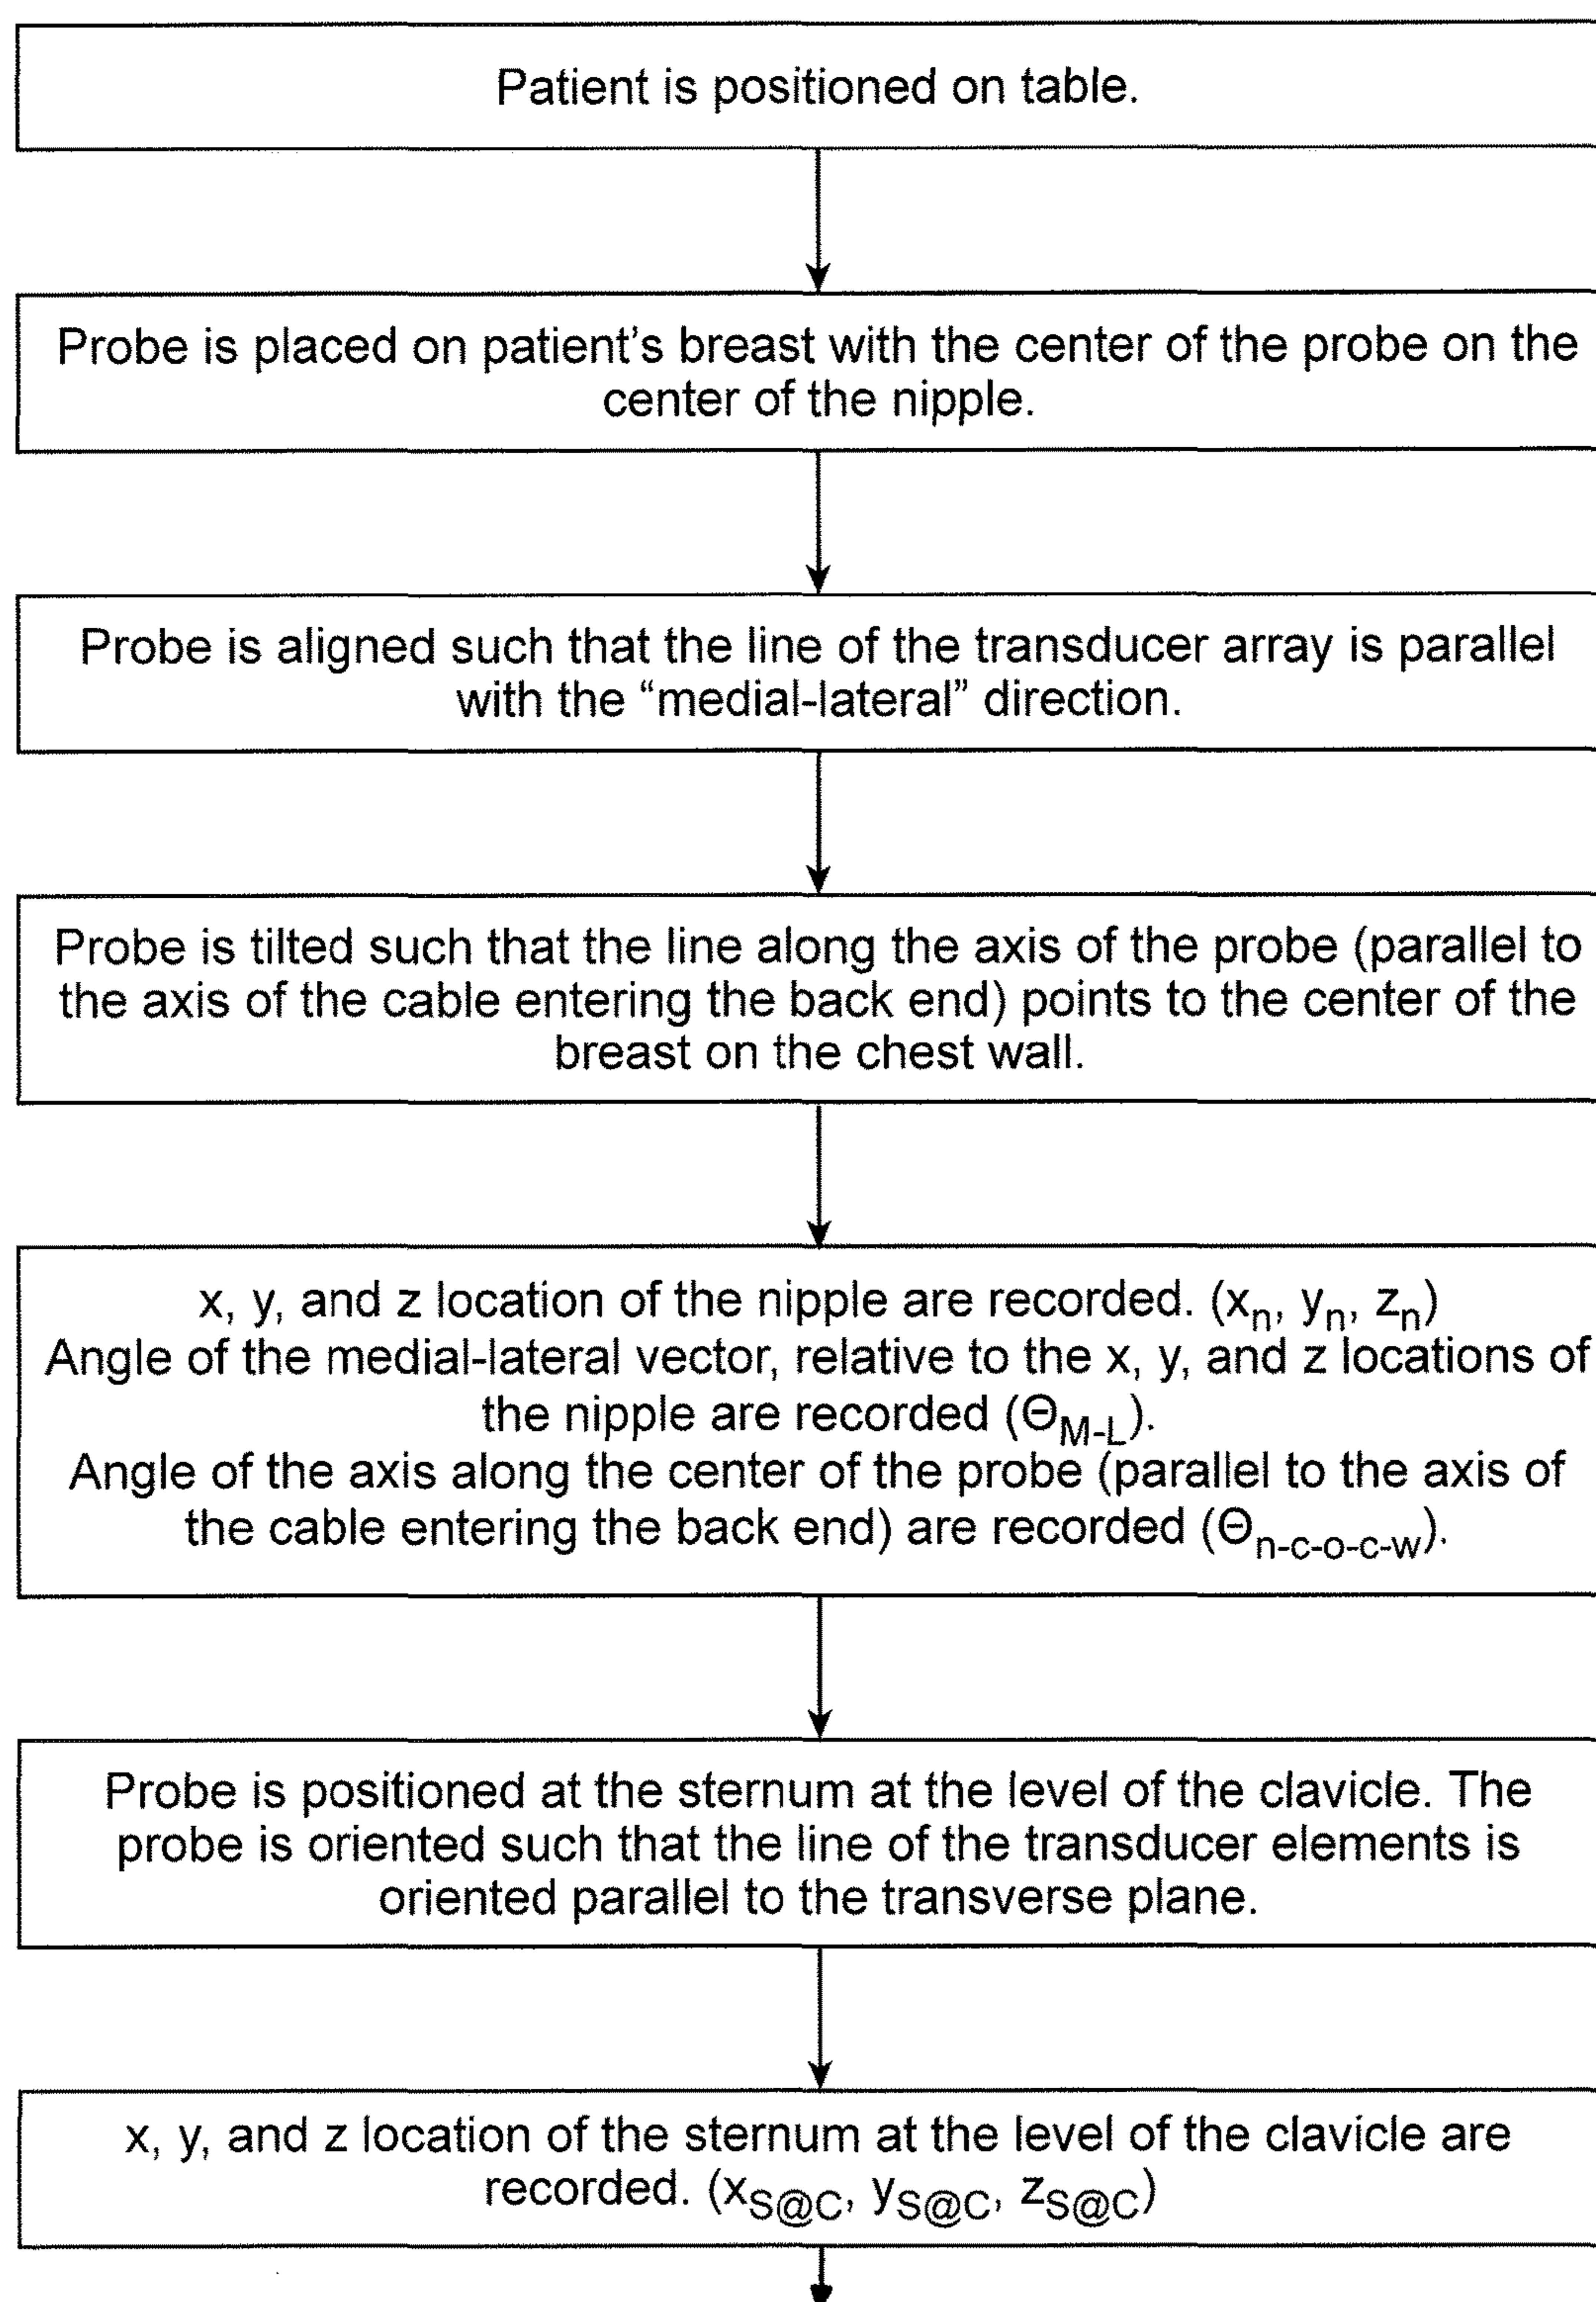 Patient is positioned on table.
Probe is placed on patient's breast with the center of the probe on the
center of the nipple.
Probe is aligned such that the line of the transducer array is parallel
with the “medial-lateral” direction.
Probe is tilted such that the line along the axis of the probe (parallel to
the axis of the cable entering the back end) points to the center of the
breast on the chest wall.
x, y, and z location of the nipple are recorded. (xn, yn, zn)
Angle of the medial-lateral vector, relative to the x, y, and z locations of
the nipple are recorded (ΘM-L).
Angle of the axis along the center of the probe (parallel to the axis of
the cable entering the back end) are recorded (Θn-c-o-c-w).
Probe is positioned at the sternum at the level of the clavicle. The
probe is oriented such that the line of the transducer elements is
oriented parallel to the transverse plane.
x, y, and z location of the sternum at the level of the clavicle are
recorded. (xS@C, yS@C, zS@C)